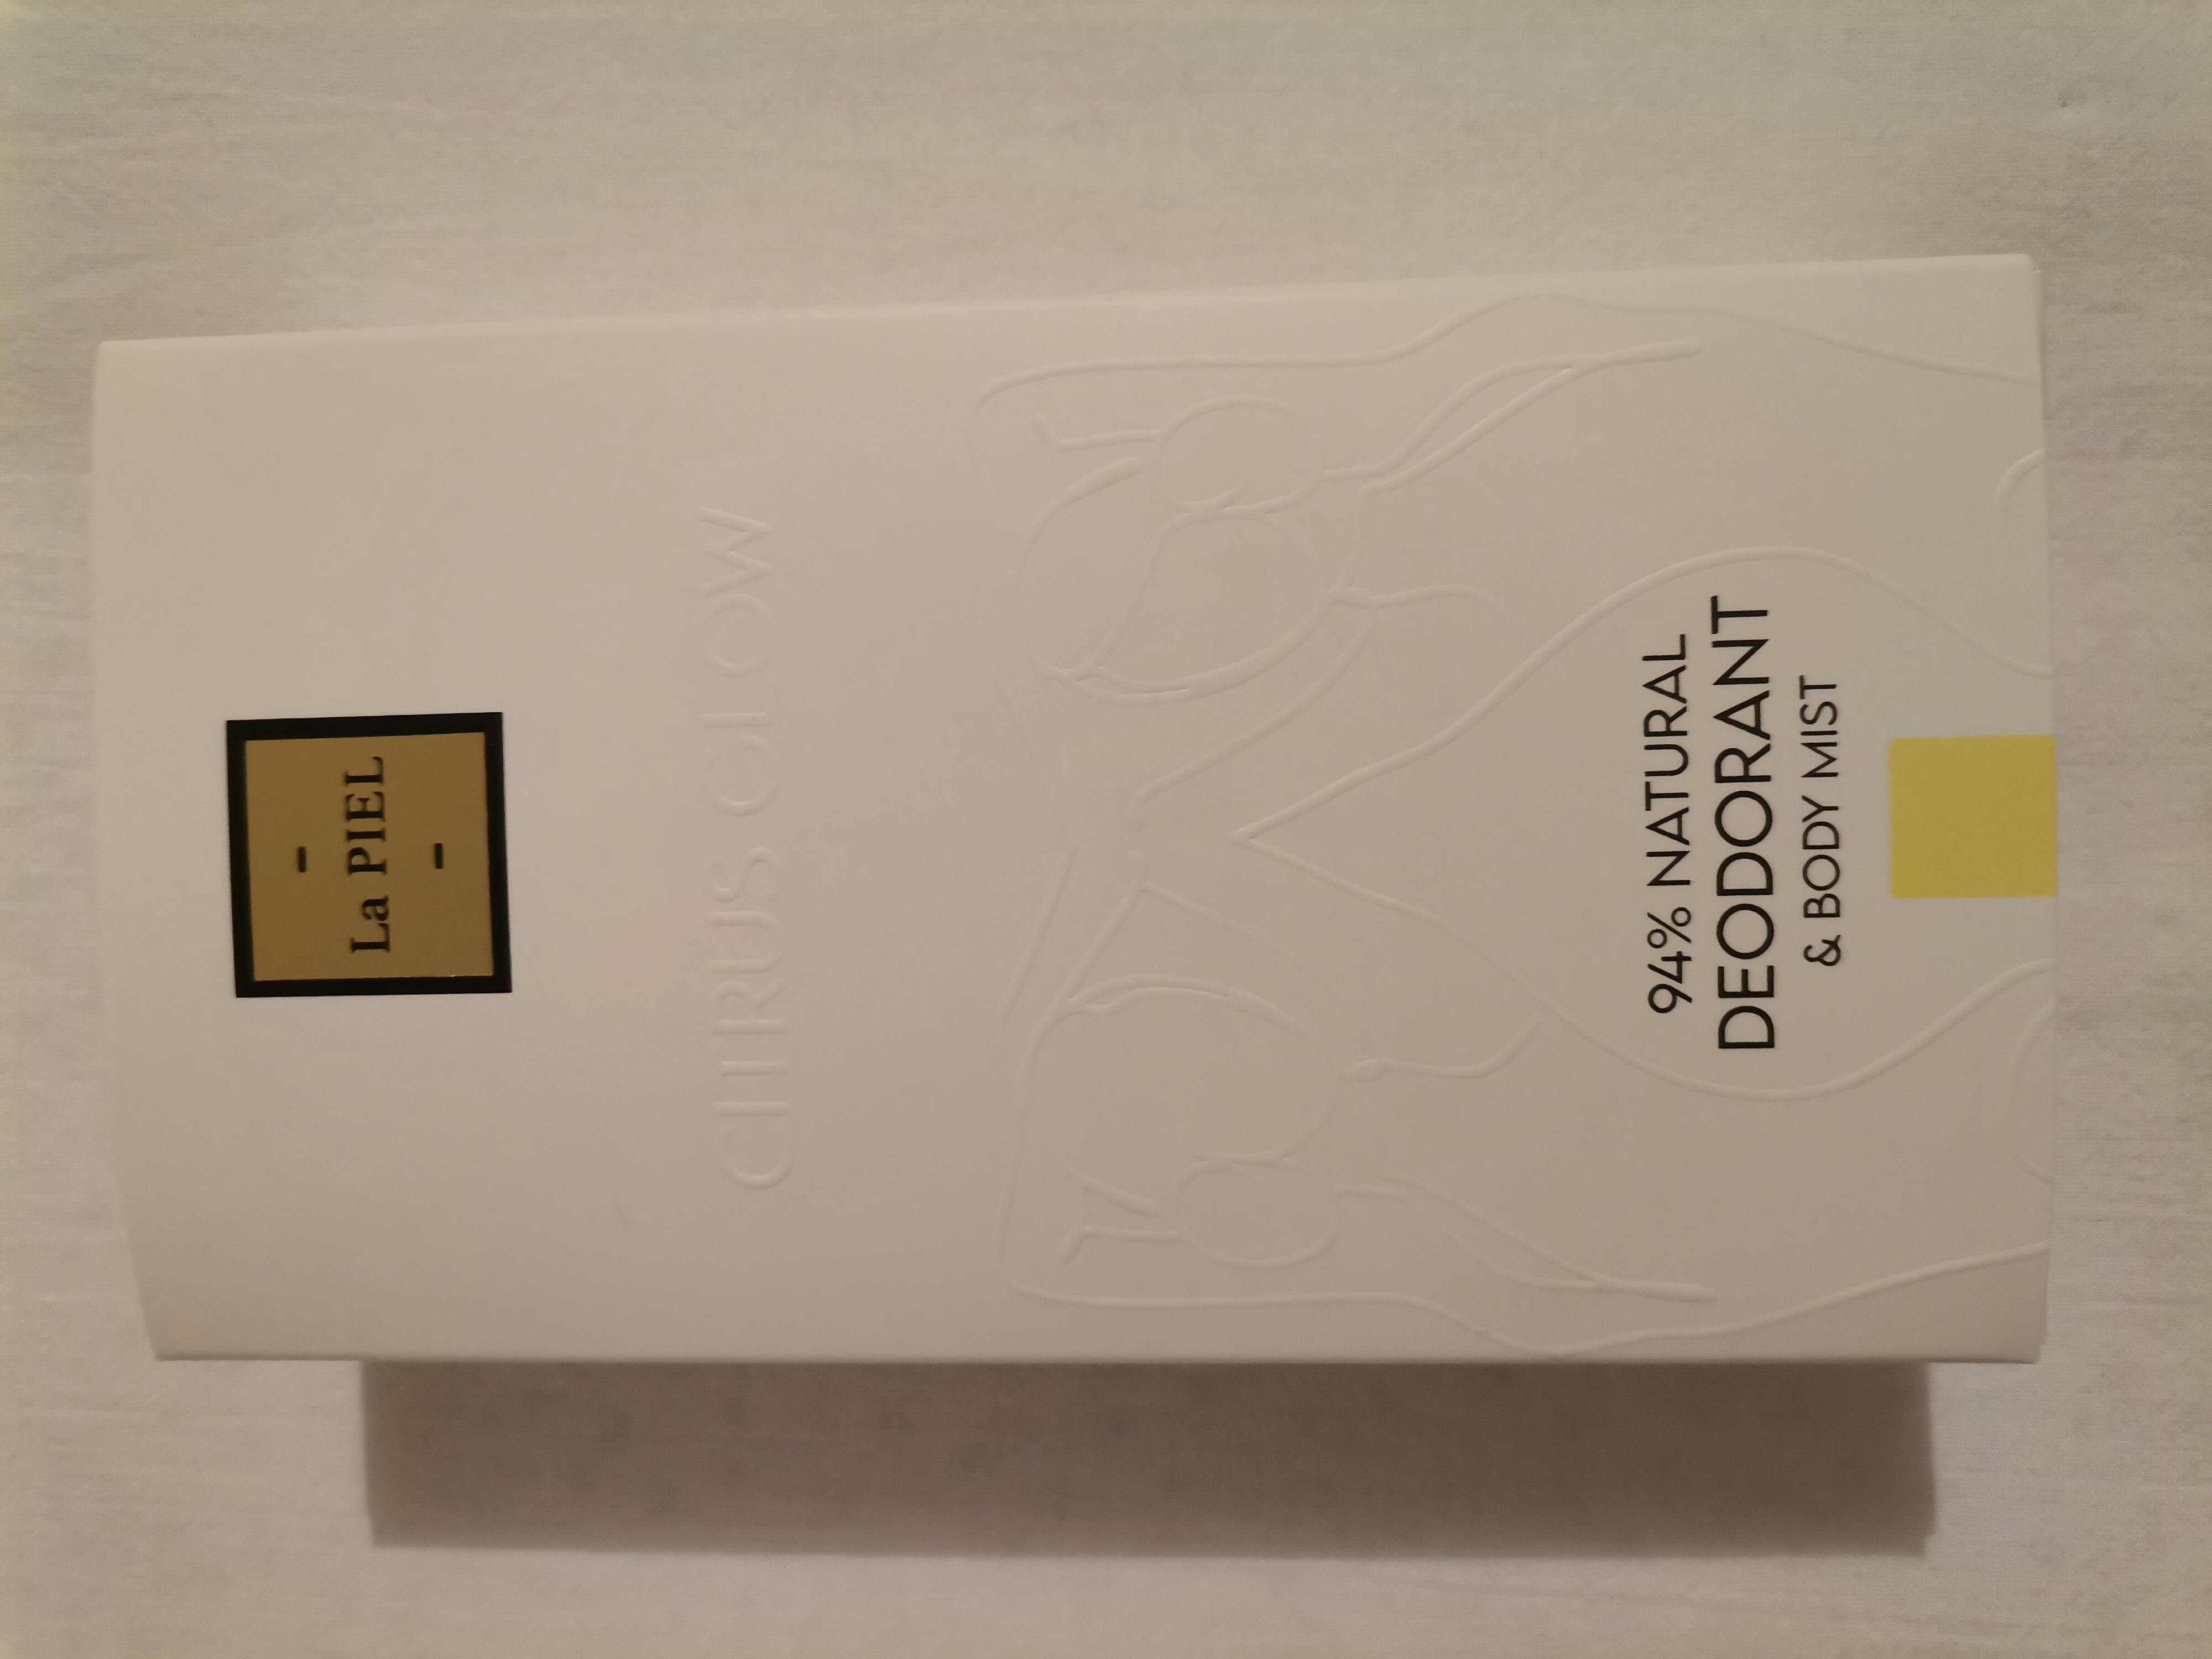 -
La PIEL
-
CITRUS GLOW
94% NATURAL
DEODORANT
& BODY MIST